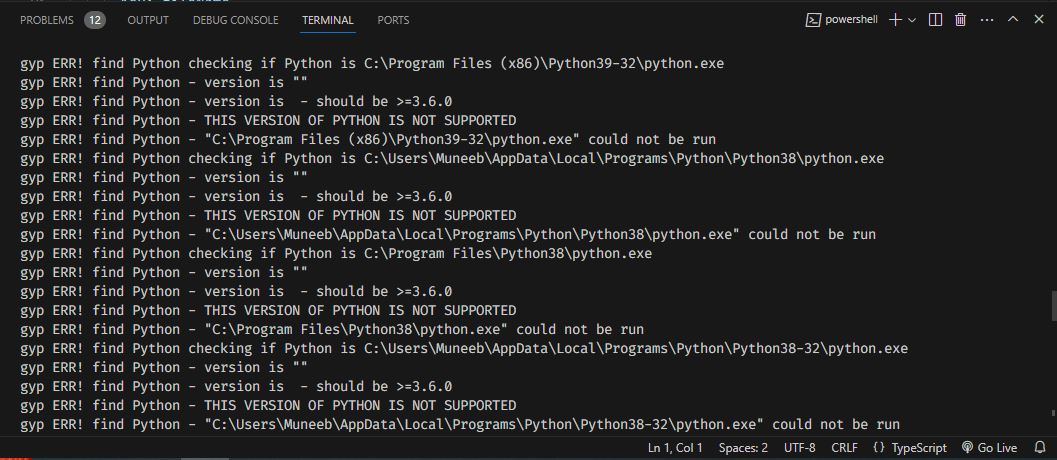 PROBLEMS 12 OUTPUT DEBUG CONSOLE TERMINAL PORTS powershell
gyp ERR! find Python checking if Python is C:\Program Files (x86)\Python39-32\python.exe
gyp ERR! find Python - version is ""
gyp ERR! find Python - version is  - should be >=3.6.0
gyp ERR! find Python - THIS VERSION OF PYTHON IS NOT SUPPORTED
gyp ERR! find Python - "C:\Program Files (x86)\Python39-32\python.exe" could not be run
gyp ERR! find Python checking if Python is C:\Users\Muneeb\AppData\Local\Programs\Python\Python38\python.exe
gyp ERR! find Python - version is ""
gyp ERR! find Python - version is  - should be >=3.6.0
gyp ERR! find Python - THIS VERSION OF PYTHON IS NOT SUPPORTED
gyp ERR! find Python - "C:\Users\Muneeb\AppData\Local\Programs\Python\Python38\python.exe" could not be run
gyp ERR! find Python checking if Python is C:\Program Files\Python38\python.exe
gyp ERR! find Python - version is ""
gyp ERR! find Python - version is  - should be >=3.6.0
gyp ERR! find Python - THIS VERSION OF PYTHON IS NOT SUPPORTED
gyp ERR! find Python - "C:\Program Files\Python38\python.exe" could not be run
gyp ERR! find Python checking if Python is C:\Users\Muneeb\AppData\Local\Programs\Python\Python38-32\python.exe
gyp ERR! find Python - version is ""
gyp ERR! find Python - version is  - should be >=3.6.0
gyp ERR! find Python - THIS VERSION OF PYTHON IS NOT SUPPORTED
gyp ERR! find Python - "C:\Users\Muneeb\AppData\Local\Programs\Python\Python38-32\python.exe" could not be run
Ln 1, Col 1 Spaces: 2 UTF-8 CRLF {} TypeScript Go Live